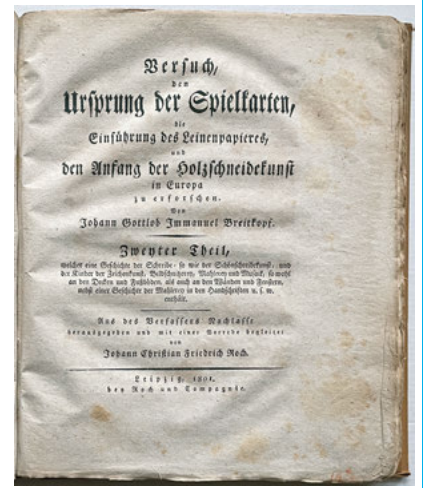 Versuch,
den
Ursprung der Spielkarten,
die
Einführung des Leinenpapieres,
und
den Anfang der Holzschneidekunst
in Europa
zu erforschen.
Von
Johann Gottlob Immanuel Breitkopf.
Zweyter Theil,
welcher eine Geschichte der Schreibe- so wie der Schönschreibekunst, und
der Kinder der Zeichenkunst, Bildschnitzerey, Mahlerey und Musaik, so wohl
an den Decken und Fußböden, als auch an den Wänden und Fenstern,
nebst einer Geschichte der Mahlerey in den Handschriften u. s. w.
enthält.
Aus des Verfassers Nachlasse
herausgegeben und mit einer Vorrede begleitet
von
Johann Christian Friedrich Roch.
Leipzig, 1801.
bey Roch und Compagnie.